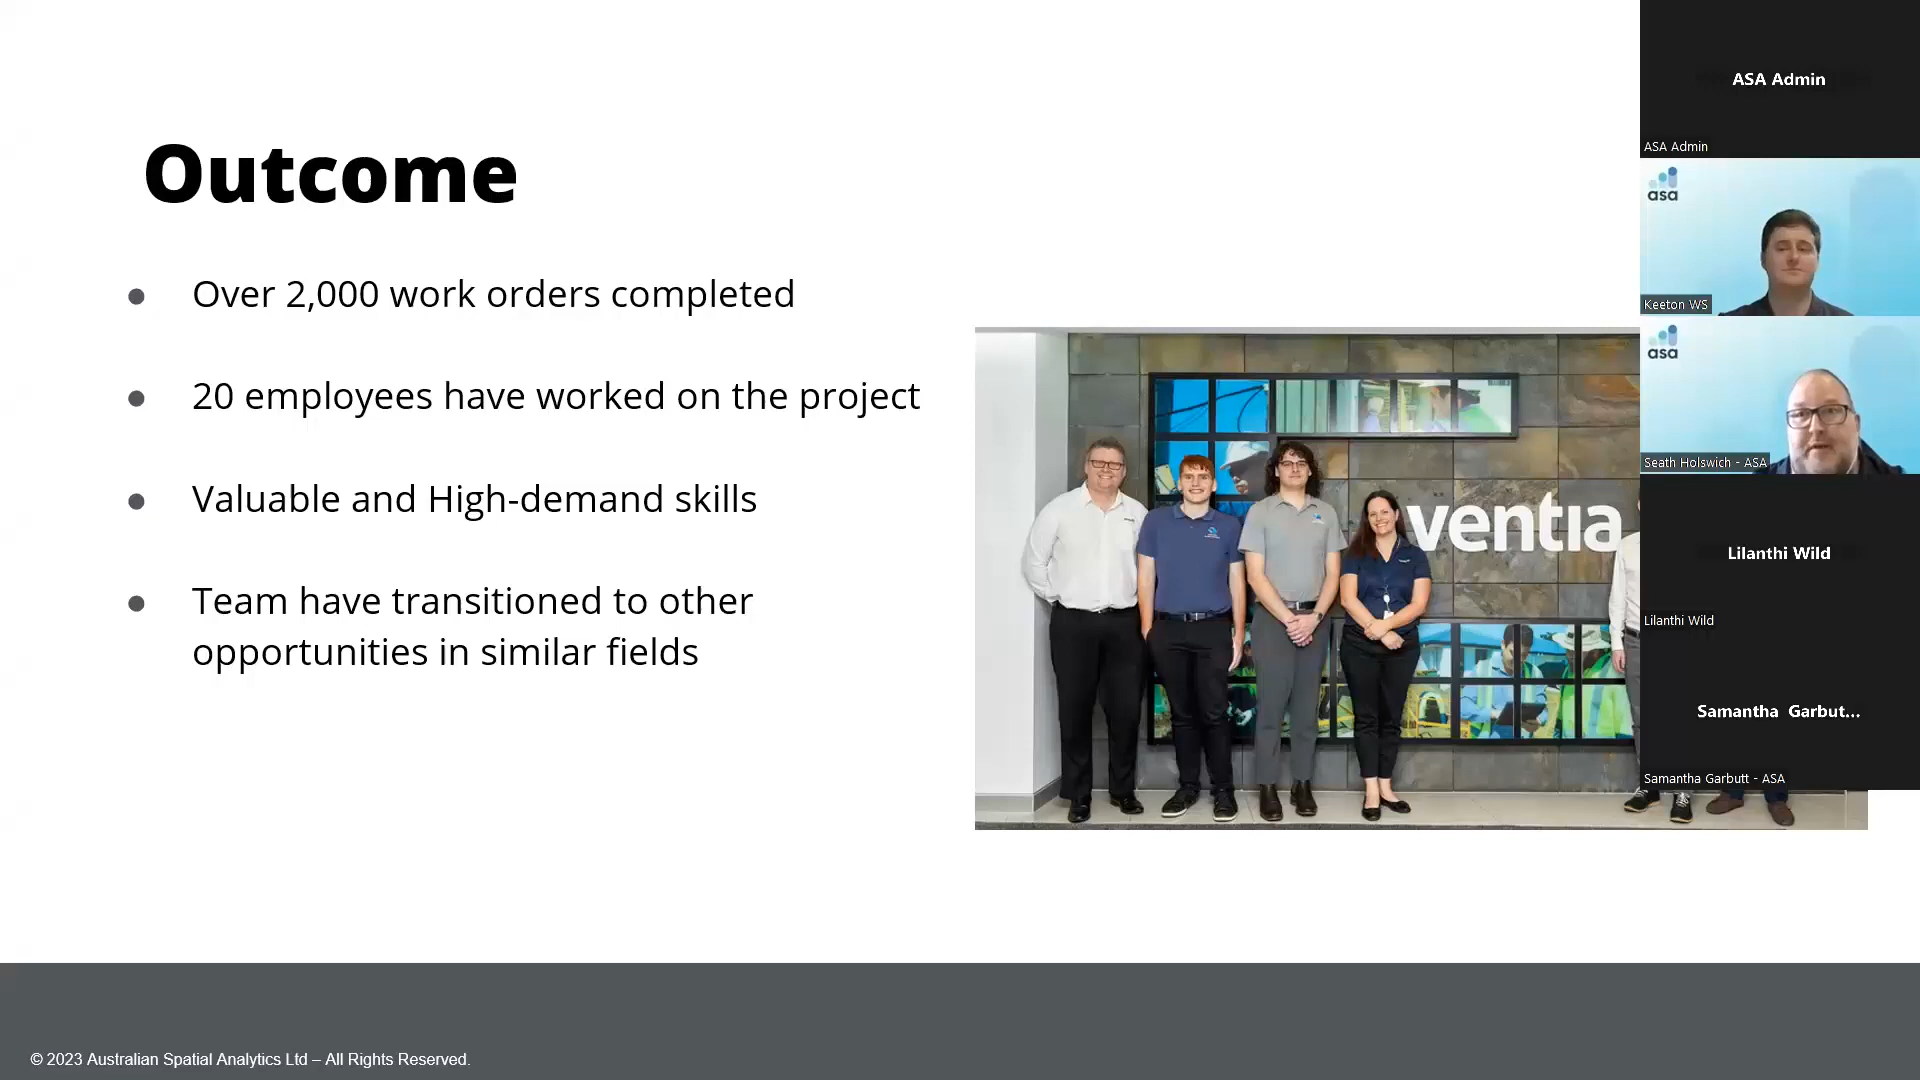 Outcome
Over 2,000 work orders completed
20 employees have worked on the project
Valuable and High-demand skills
Team have transitioned to other
opportunities in similar fields
ventia
© 2023 Australian Spatial Analytics Ltd – All Rights Reserved.
ASA Admin
ASA Admin
asa
Keeton WS
asa
Seath Holswich - ASA
Lilanthi Wild
Lilanthi Wild
Samantha Garbut...
Samantha Garbutt - ASA